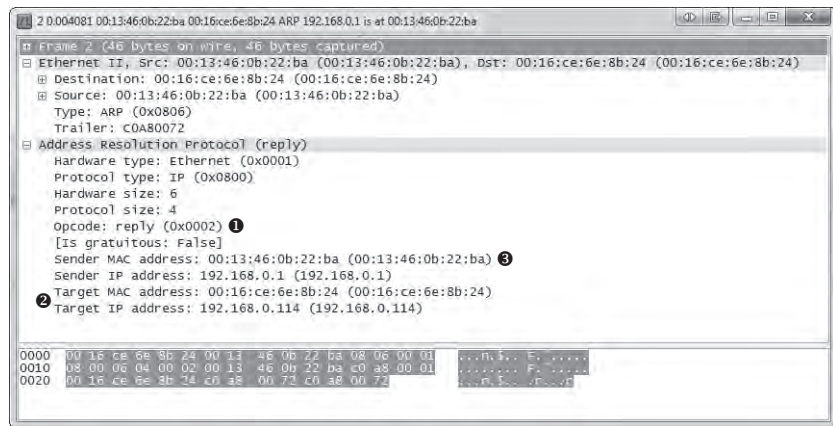 2 0.004081 00:13:46:0b:22:ba 00:16:ce:6e:8b:24 ARP 192.168.0.1 is at 00:13:46:0b:22:ba
Frame 2 (46 bytes on wire, 46 bytes captured)
Ethernet II, Src: 00:13:46:0b:22:ba (00:13:46:0b:22:ba), Dst: 00:16:ce:6e:8b:24 (00:16:ce:6e:8b:24)
Destination: 00:16:ce:6e:8b:24 (00:16:ce:6e:8b:24)
Source: 00:13:46:0b:22:ba (00:13:46:0b:22:ba)
Type: ARP (0x0806)
Trailer: C0A80072
Address Resolution Protocol (reply)
Hardware type: Ethernet (0x0001)
Protocol type: IP (0x0800)
Hardware size: 6
Protocol size: 4
Opcode: reply (0x0002) ❶
[Is gratuitous: False]
Sender MAC address: 00:13:46:0b:22:ba (00:13:46:0b:22:ba) ❸
Sender IP address: 192.168.0.1 (192.168.0.1)
❷ Target MAC address: 00:16:ce:6e:8b:24 (00:16:ce:6e:8b:24)
Target IP address: 192.168.0.114 (192.168.0.114)
0000 00 16 ce 6e 8b 24 00 13 46 0b 22 ba 08 06 00 01 ...n.$.. F.".....
0010 08 00 06 04 00 02 00 13 46 0b 22 ba c0 a8 00 01 ........ F.".....
0020 00 16 ce 6e 8b 24 c0 a8 00 72 c0 a8 00 72 ...n.$.. .r...r